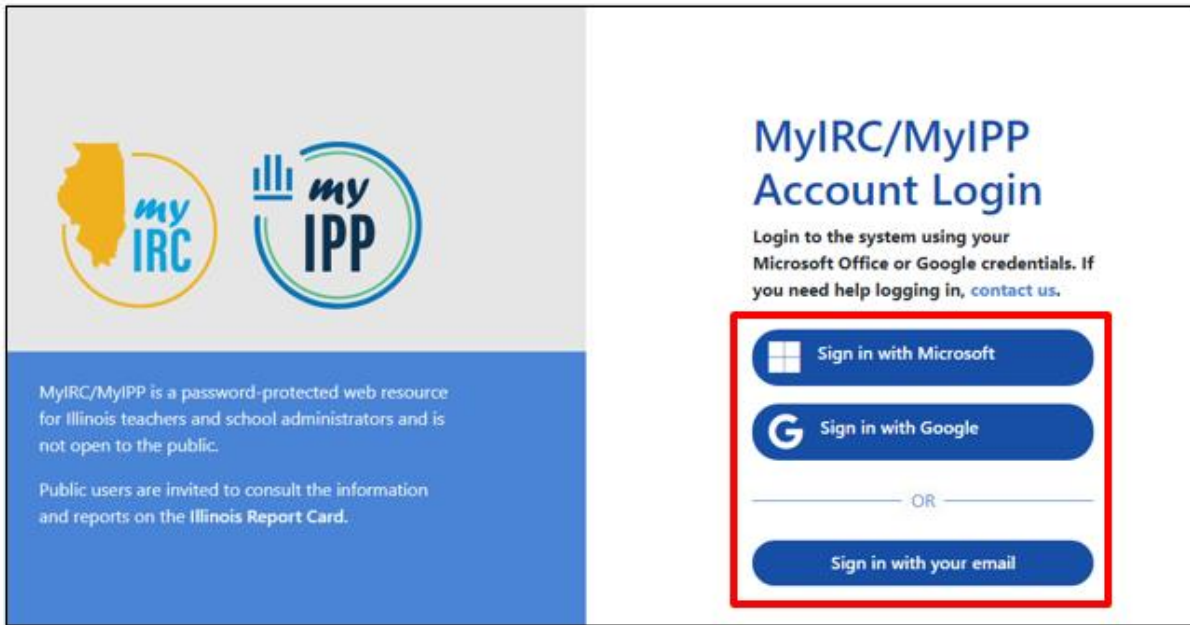 my
IRC
my
IPP
MyIRC/MyIPP is a password-protected web resource
for Illinois teachers and school administrators and is
not open to the public.
Public users are invited to consult the information
and reports on the Illinois Report Card.
MyIRC/MyIPP
Account Login
Login to the system using your
Microsoft Office or Google credentials. If
you need help logging in, contact us.
Sign in with Microsoft
G Sign in with Google
OR
Sign in with your email